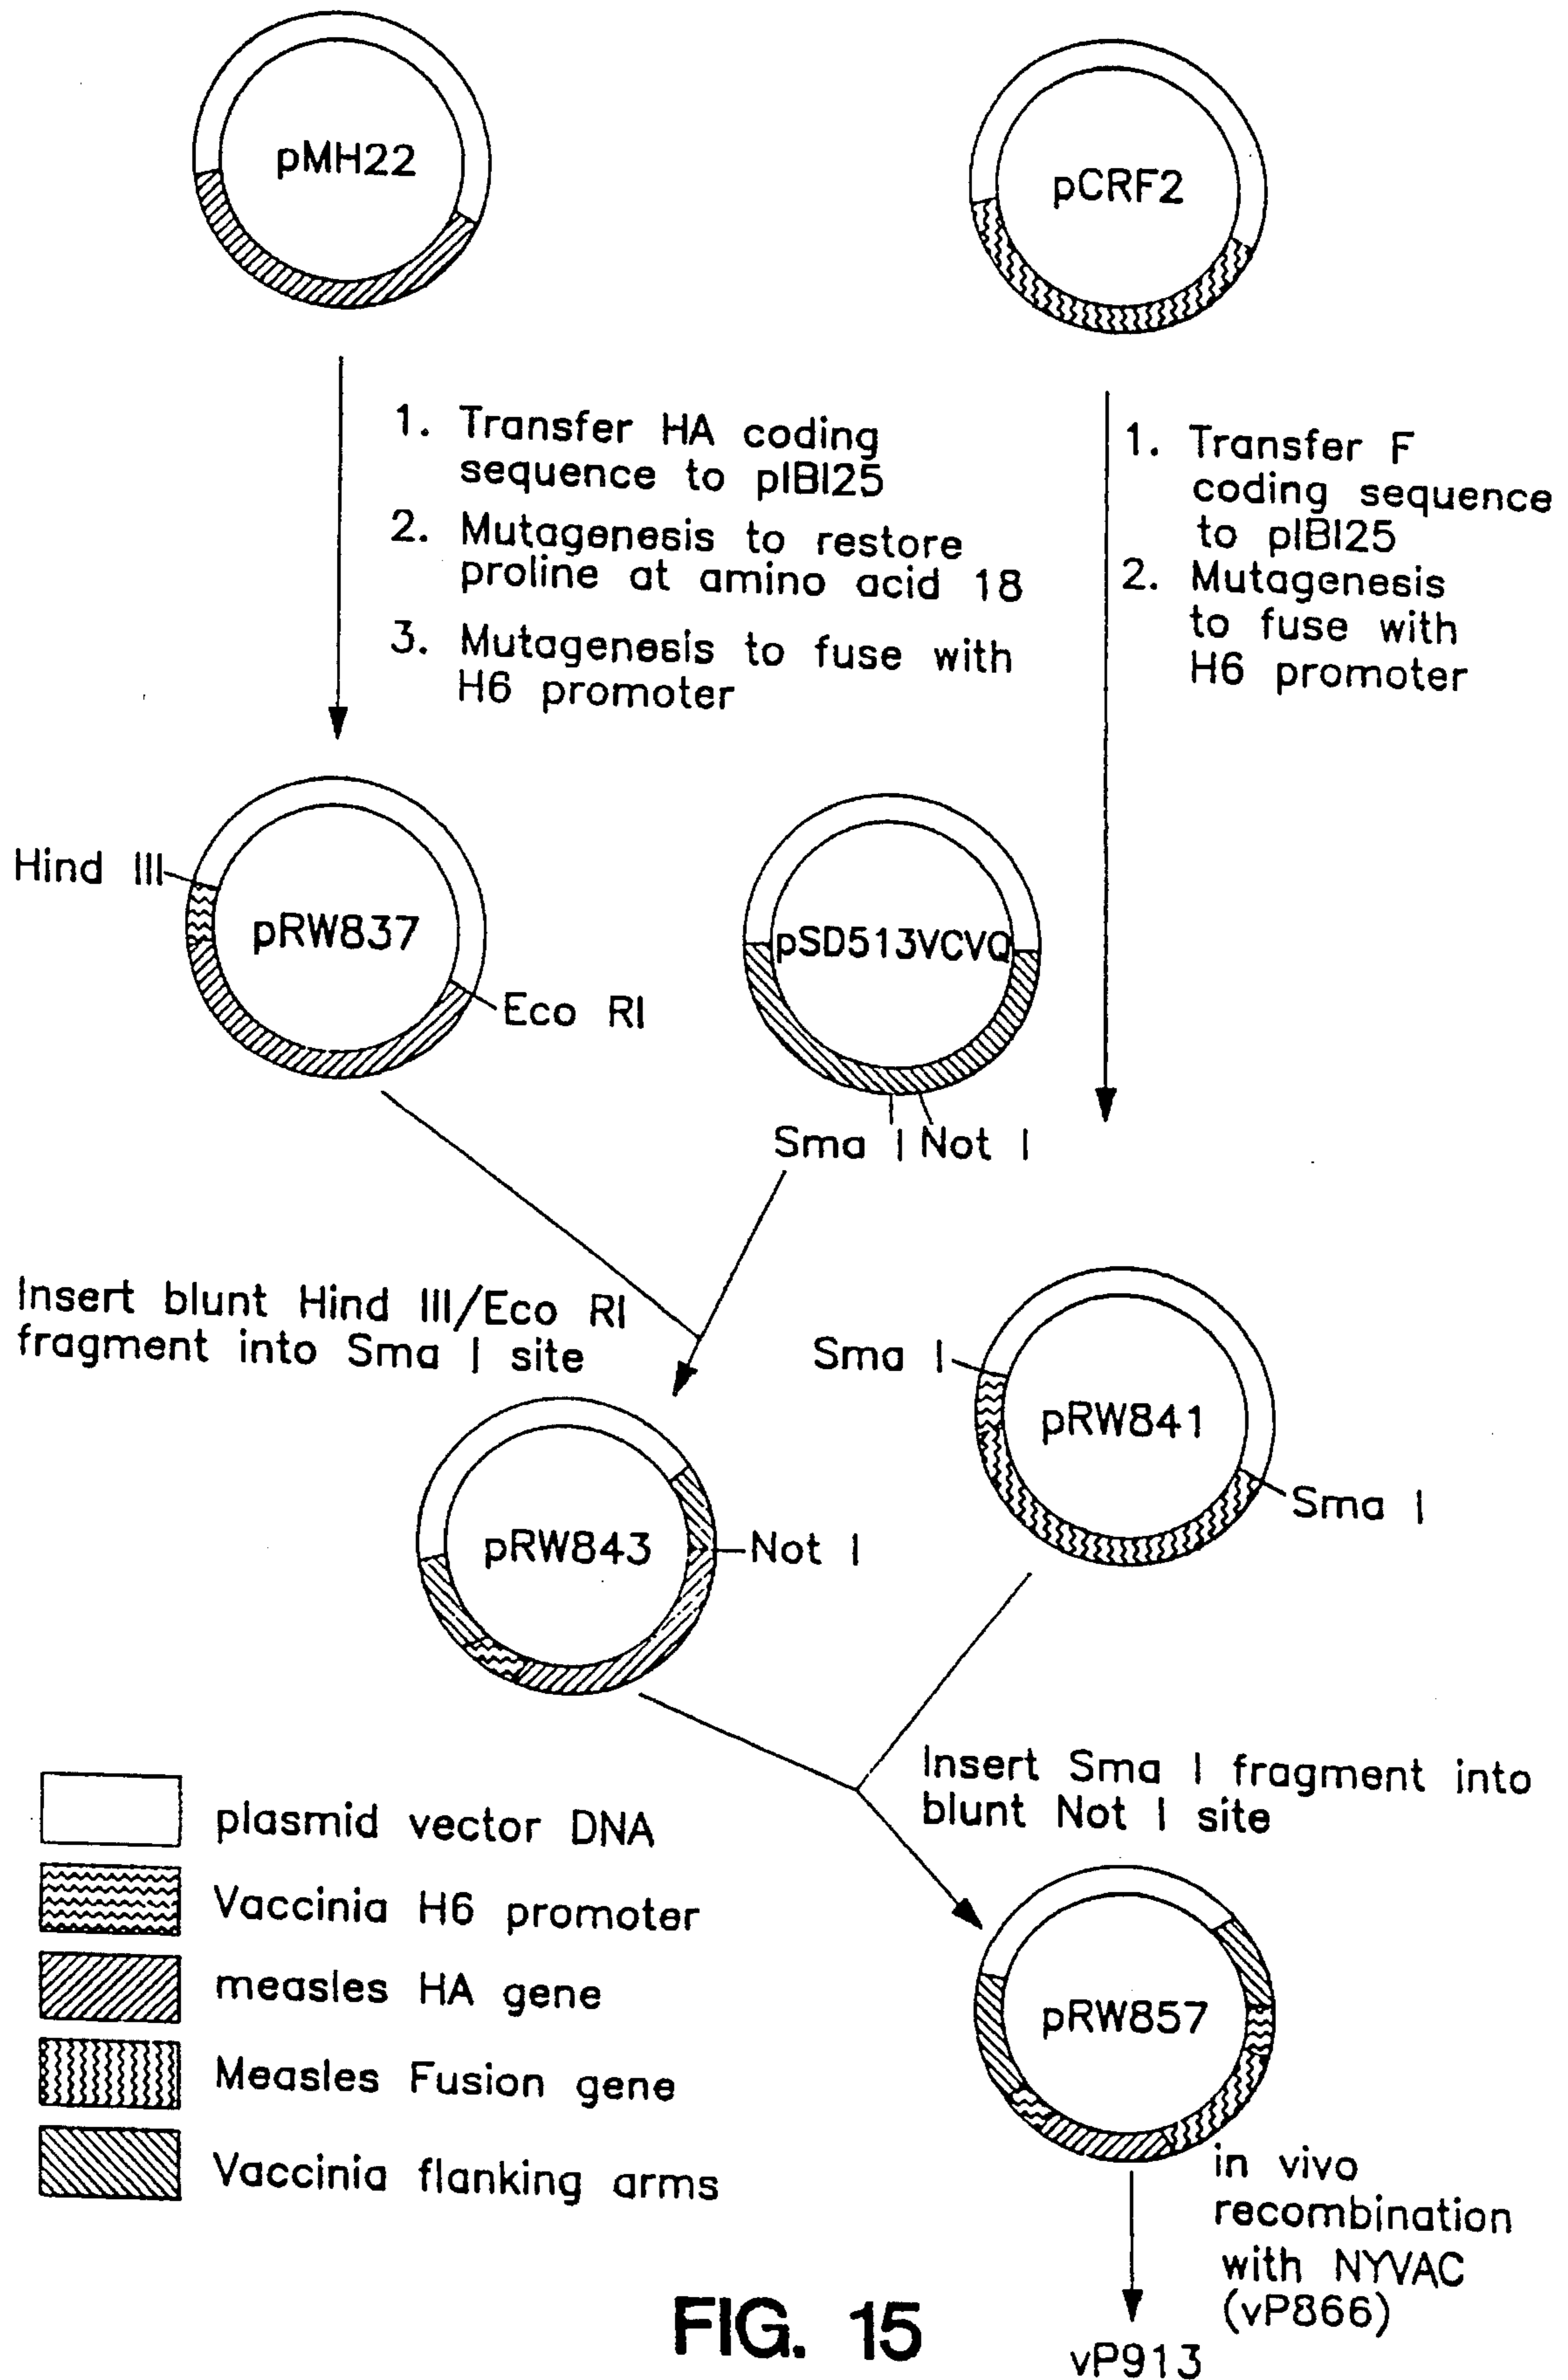 pMH22
pCRF2
1. Transfer HA coding
sequence to pIBI25
2. Mutagenesis to restore
proline at amino acid 18
3. Mutagenesis to fuse with
H6 promoter
1. Transfer F
coding sequence
to pIBI25
2. Mutagenesis
to fuse with
H6 promoter
Hind III
pRW837
Eco RI
pSD513VCVQ
Sma I Not I
Insert blunt Hind III/Eco RI
fragment into Sma I site
Sma I
pRW841
Sma I
pRW843
Not I
Insert Sma I fragment into
blunt Not I site
plasmid vector DNA
Vaccinia H6 promoter
measles HA gene
Measles Fusion gene
Vaccinia flanking arms
pRW857
in vivo
recombination
with NYVAC
(vP866)
vP913
FIG. 15